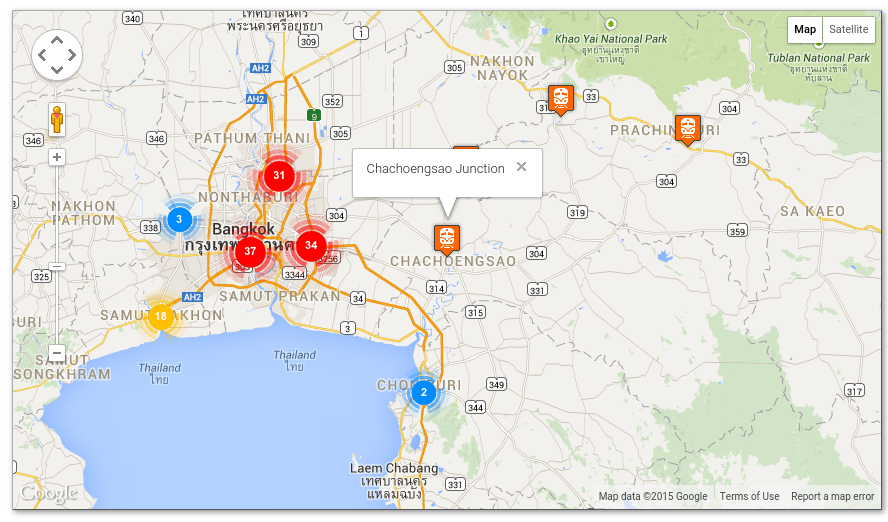 340
เทศบาลนคร
พระนครศรีอยุธยา
309
1
Khao Yai National Park
อุทยานแห่งชาติ
เขาใหญ่
Map
Satellite
Tublan National Park
อุทยานแห่งชาติ
ทับลาน
AH2
305
NAKHON
NAYOK
AH2
352
33
304
9
305
346
346
PATHUM THANI
PRACHINBURI
33
31
304
Chachoengsao Junction
NONTHABURI
NAKHON
PATHOM
338
3
304
319
SA KAEO
359
Bangkok
37
34
304
3256
CHACHOENGSAO
325
3344
314
331
AH2
SAMUT PRAKAN
34
SAMUT SAKHON
18
315
3
SAMUT
SONGKHRAM
Thailand
ไทย
Thailand
ไทย
CHON BURI
2
349
317
344
Laem Chabang
เทศบาลนคร
แหลมฉบัง
331
Google
Map data ©2015 Google
Terms of Use
Report a map error